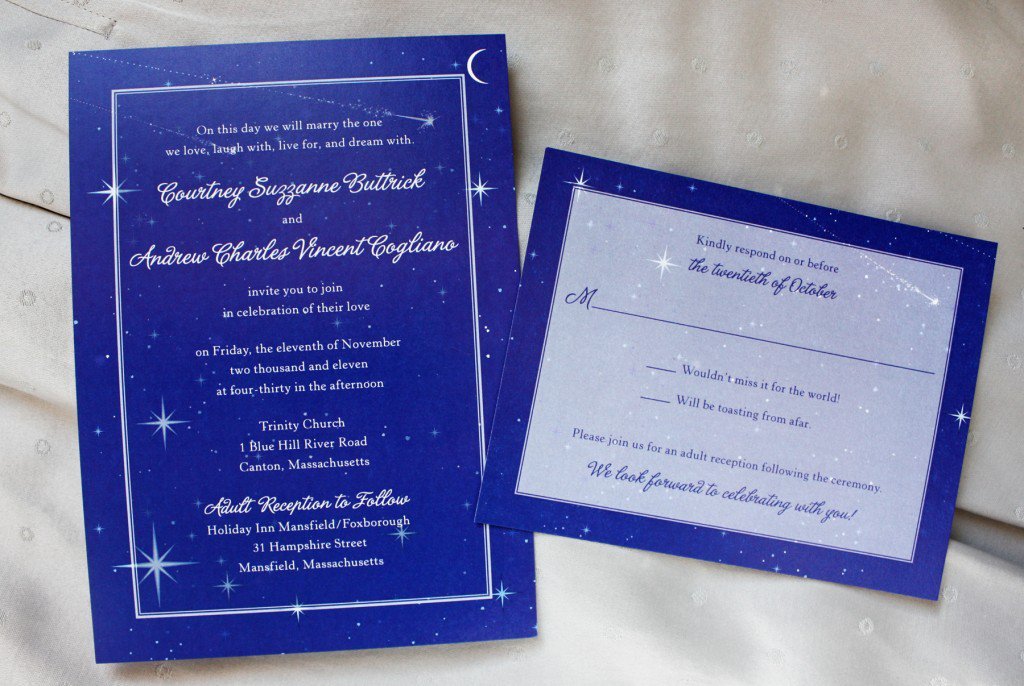 On this day we will marry the one
we love, laugh with, live for, and dream with.
Courtney Suzzanne Buttrick
and
Andrew Charles Vincent Cogliano
invite you to join
in celebration of their love
on Friday, the eleventh of November
two thousand and eleven
at four-thirty in the afternoon
Trinity Church
1 Blue Hill River Road
Canton, Massachusetts
Adult Reception to Follow
Holiday Inn Mansfield/Foxborough
31 Hampshire Street
Mansfield, Massachusetts
Kindly respond on or before
the twentieth of October
M
Wouldn't miss it for the world!
Will be toasting from afar.
Please join us for an adult reception following the ceremony.
We look forward to celebrating with you!